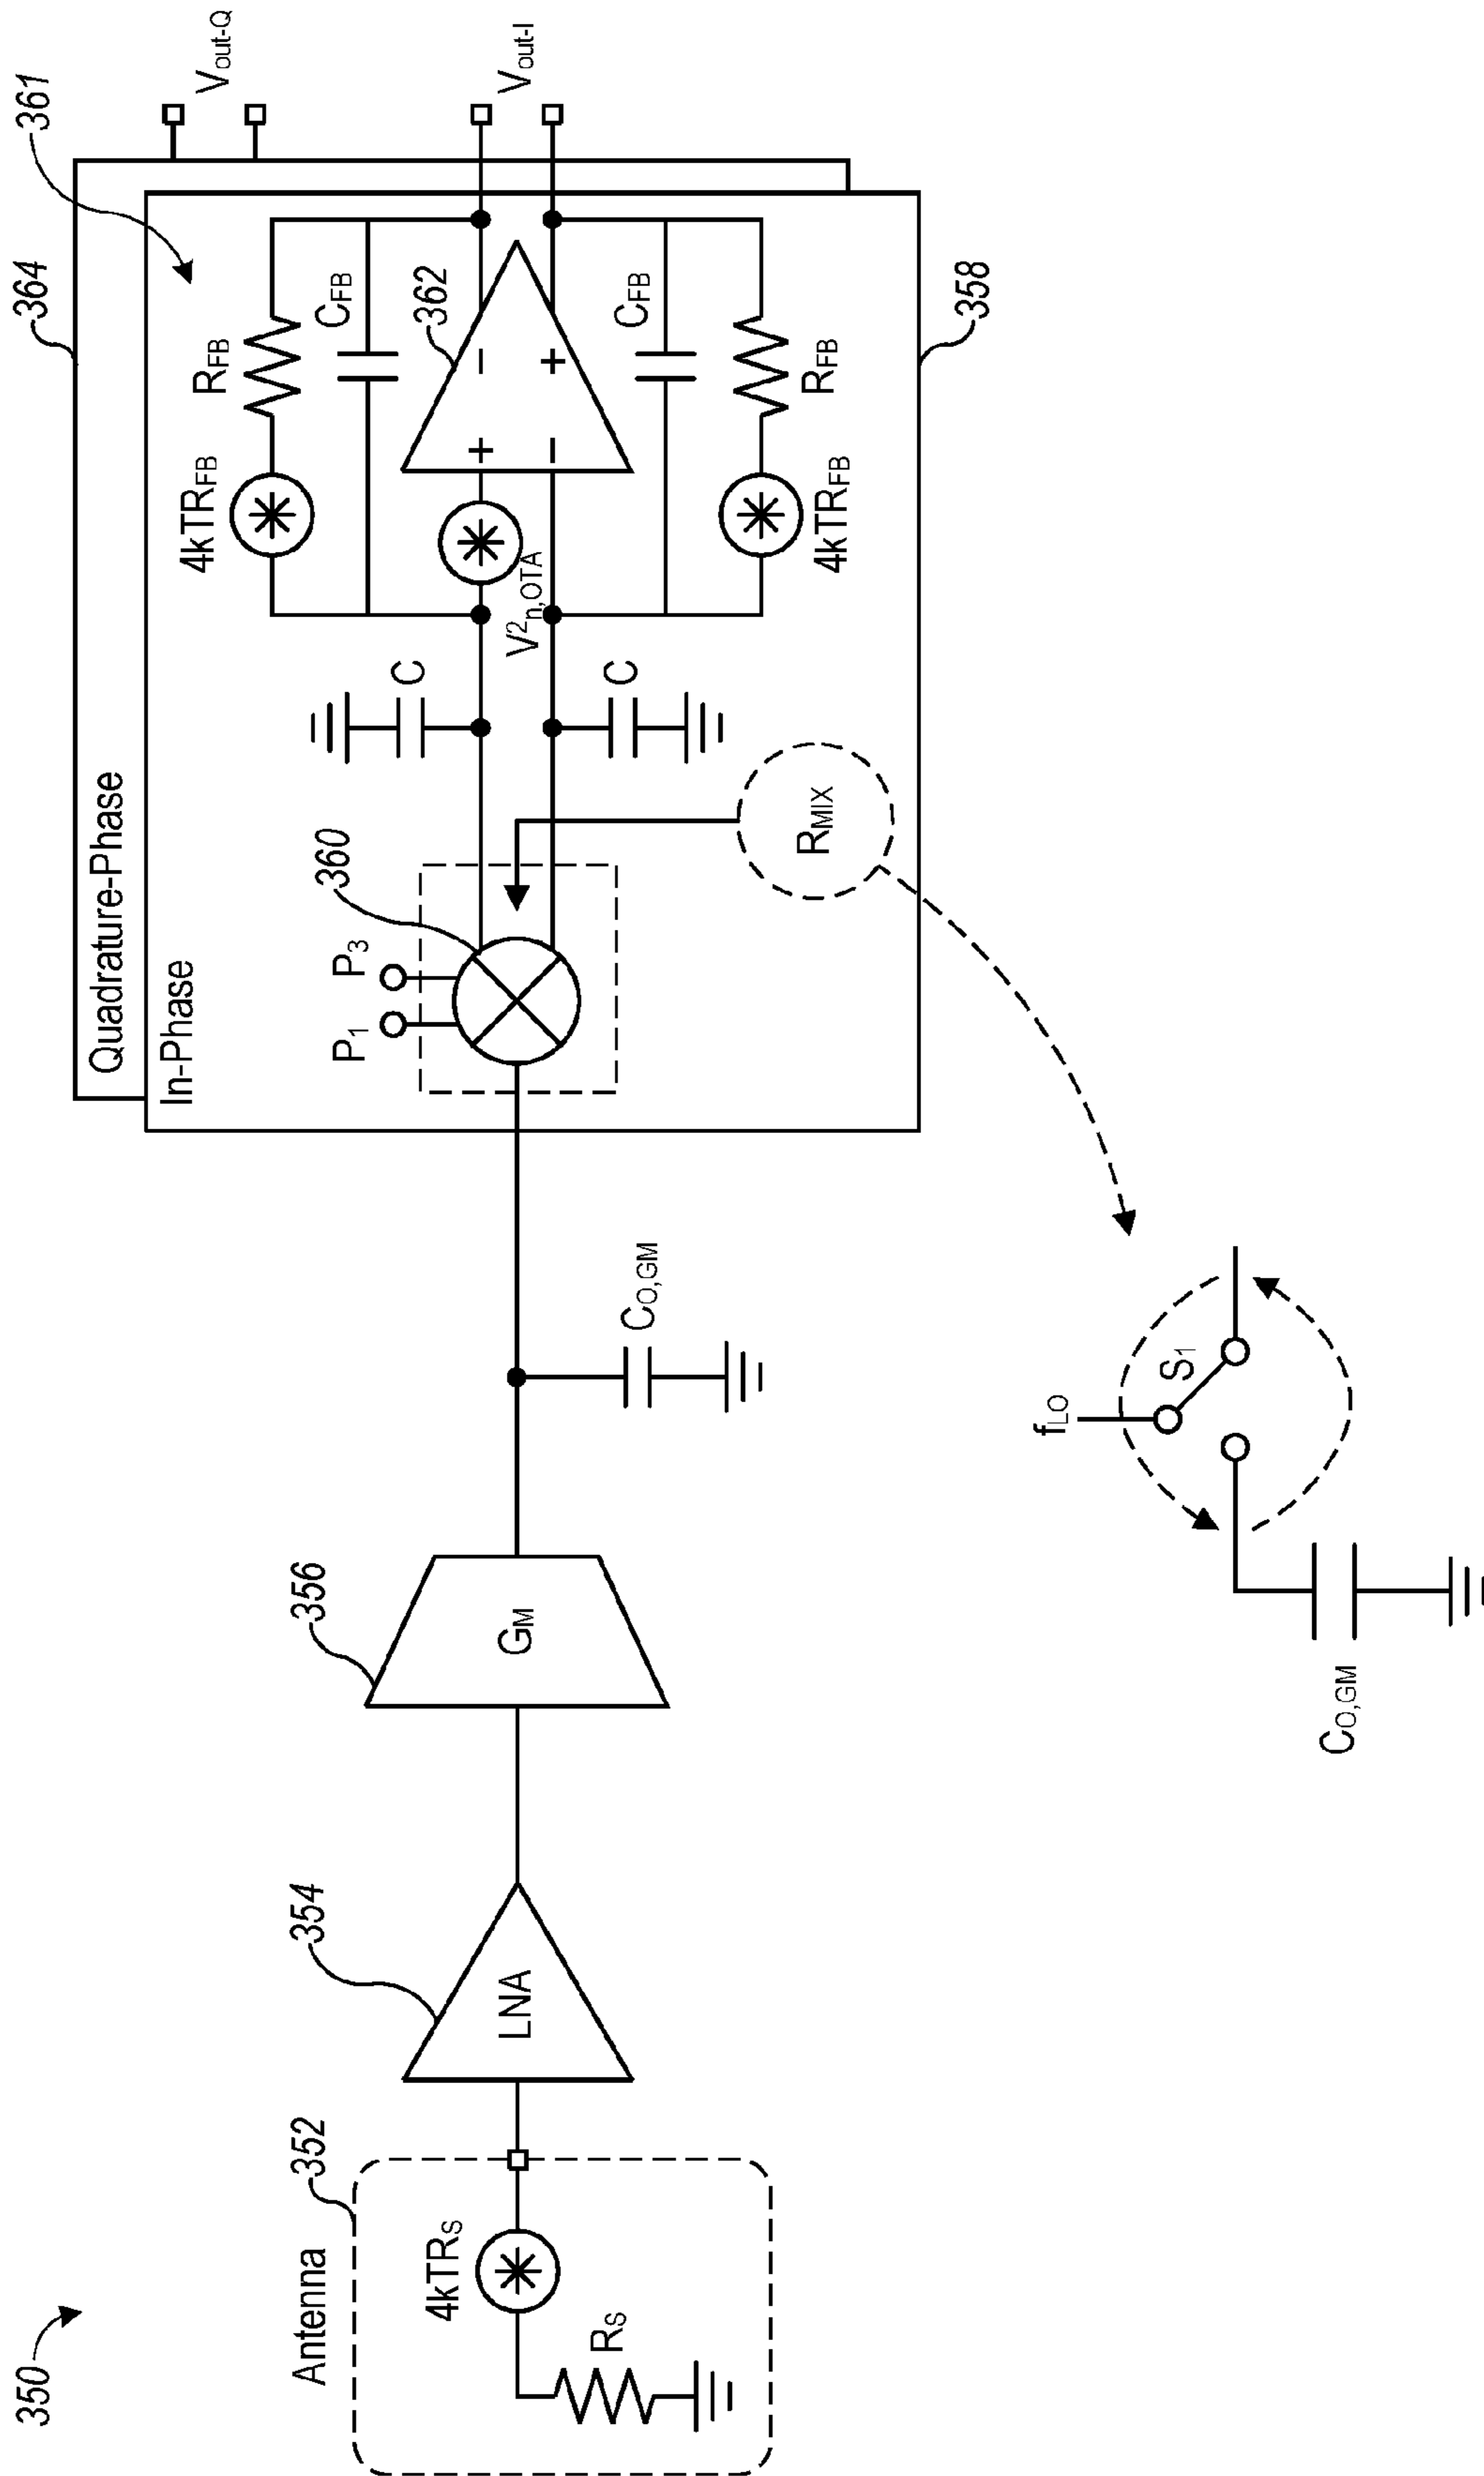 350
Antenna
352
4kTRS
RS
354
LNA
356
GM
CO,GM
364
Quadrature-Phase
In-Phase
358
360
P1
P3
RMIX
C
C
361
4kTRFB
RFB
CFB
362
+
−
−
+
V2n,OTA
CFB
4kTRFB
RFB
Vout-Q
Vout-I
fLO
S1
CO,GM